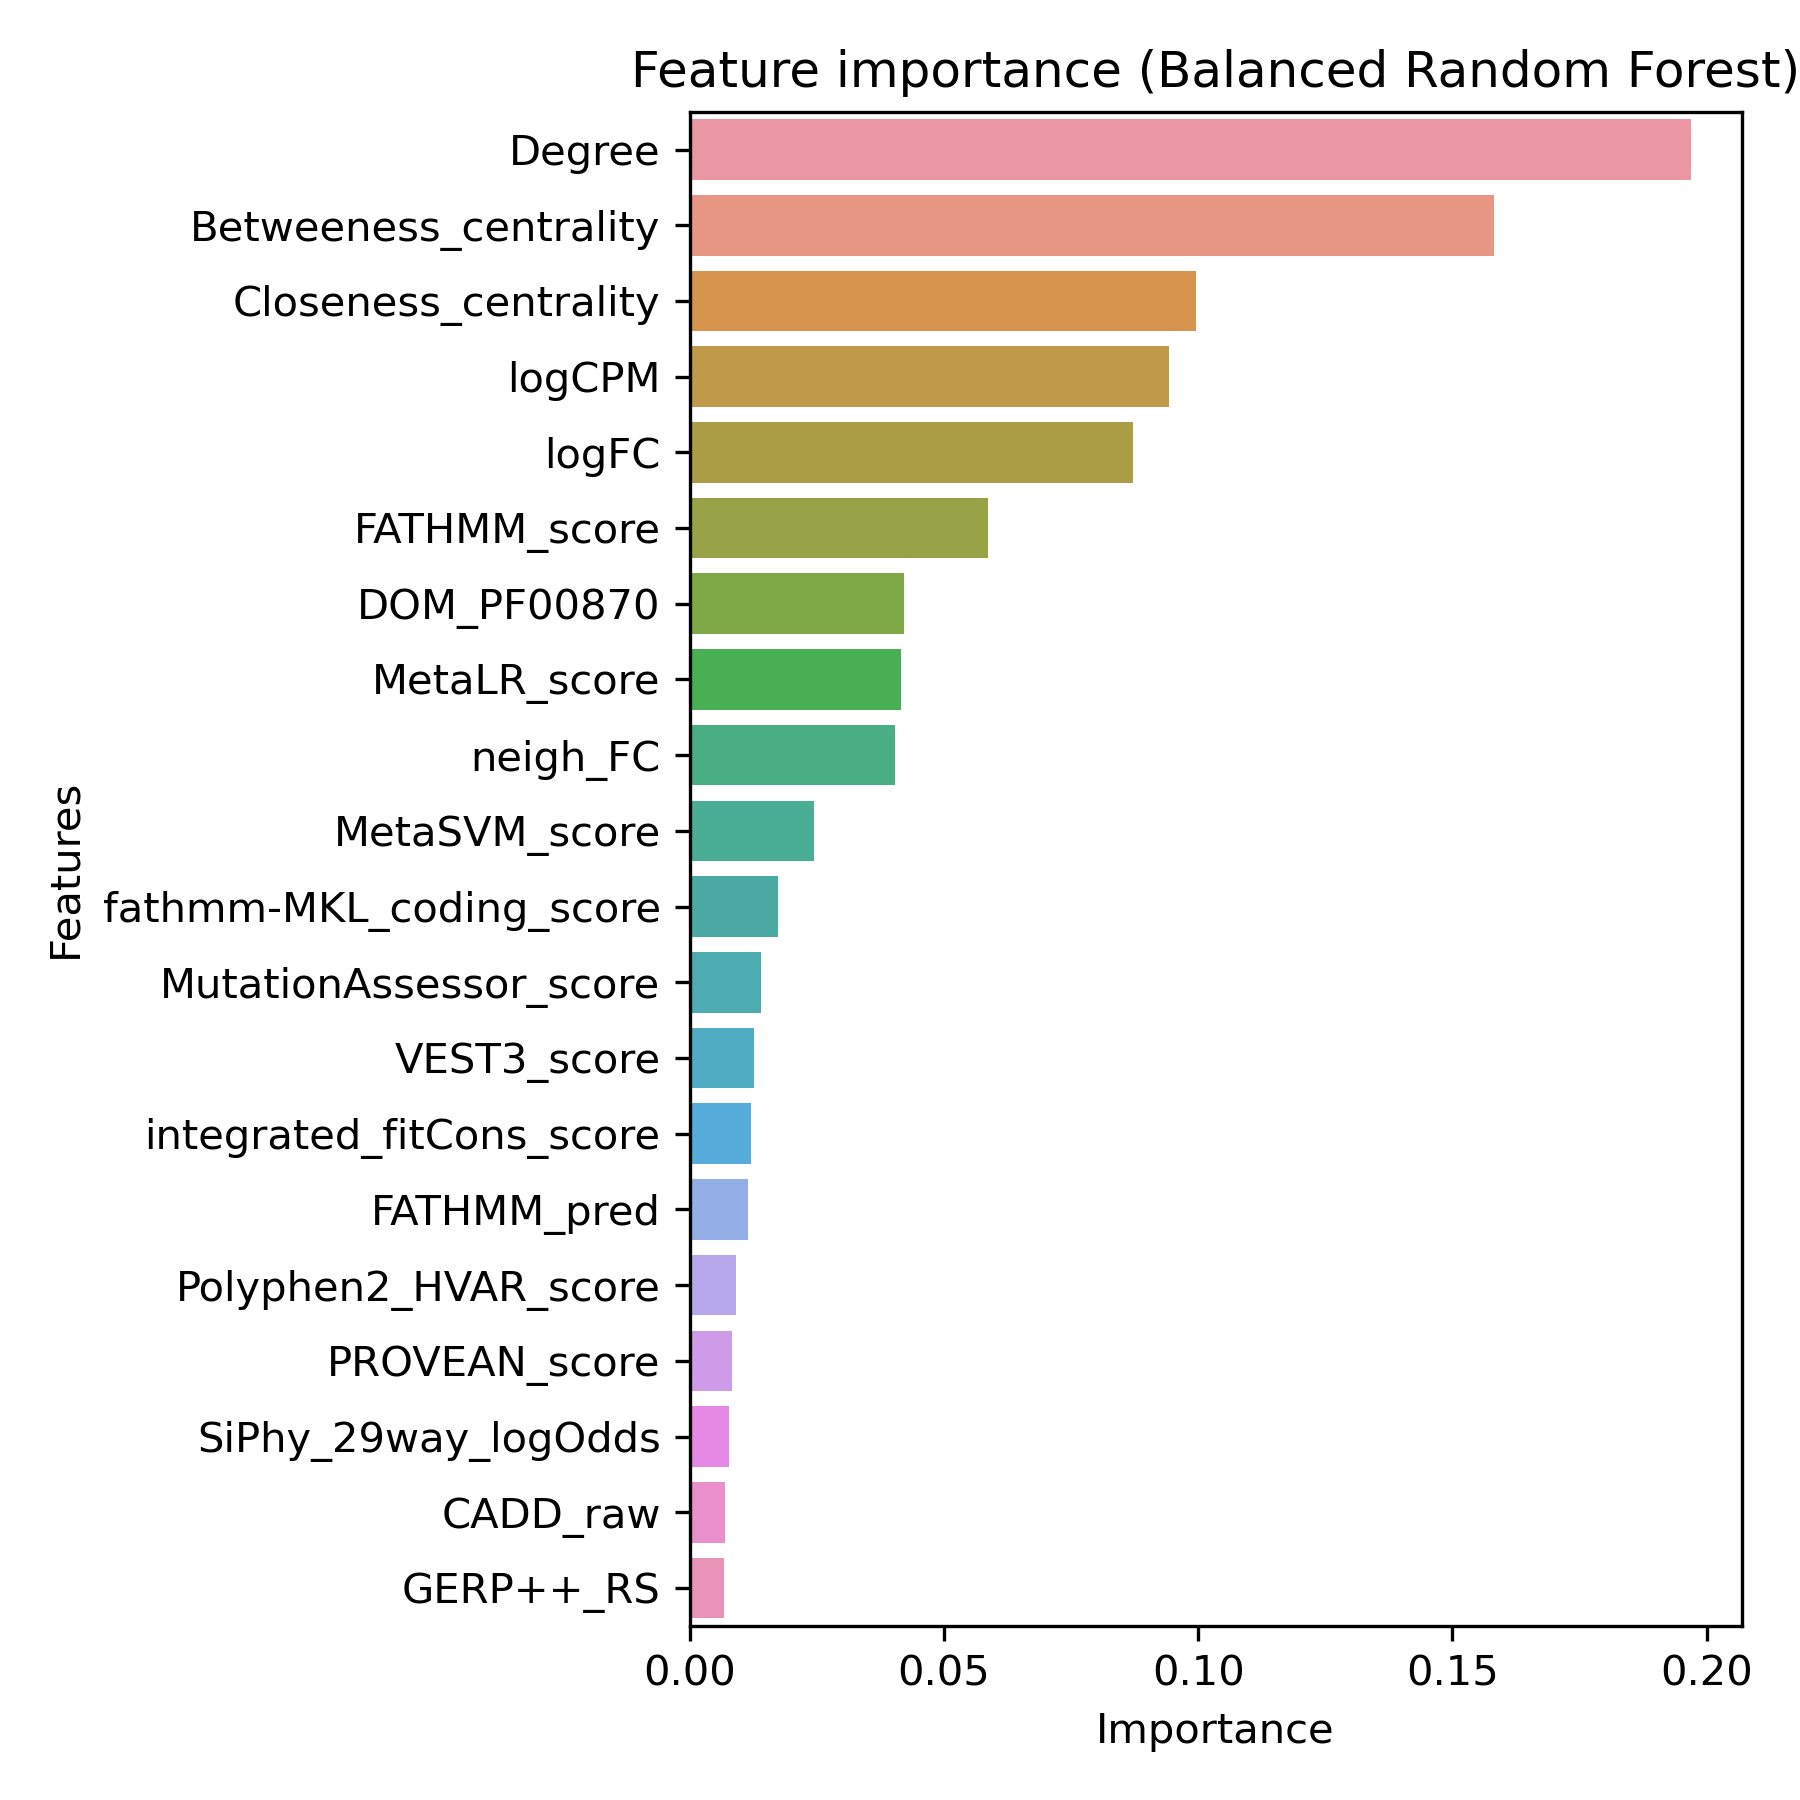 Feature importance (Balanced Random Forest)
Degree
Betweeness_centrality
Closeness_centrality
logCPM
logFC
FATHMM_score
DOM_PF00870
MetaLR_score
neigh_FC
MetaSVM_score
fathmm-MKL_coding_score
MutationAssessor_score
VEST3_score
integrated_fitCons_score
FATHMM_pred
Polyphen2_HVAR_score
PROVEAN_score
SiPhy_29way_logOdds
CADD_raw
GERP++_RS
Features
0.00 0.05 0.10 0.15 0.20
Importance